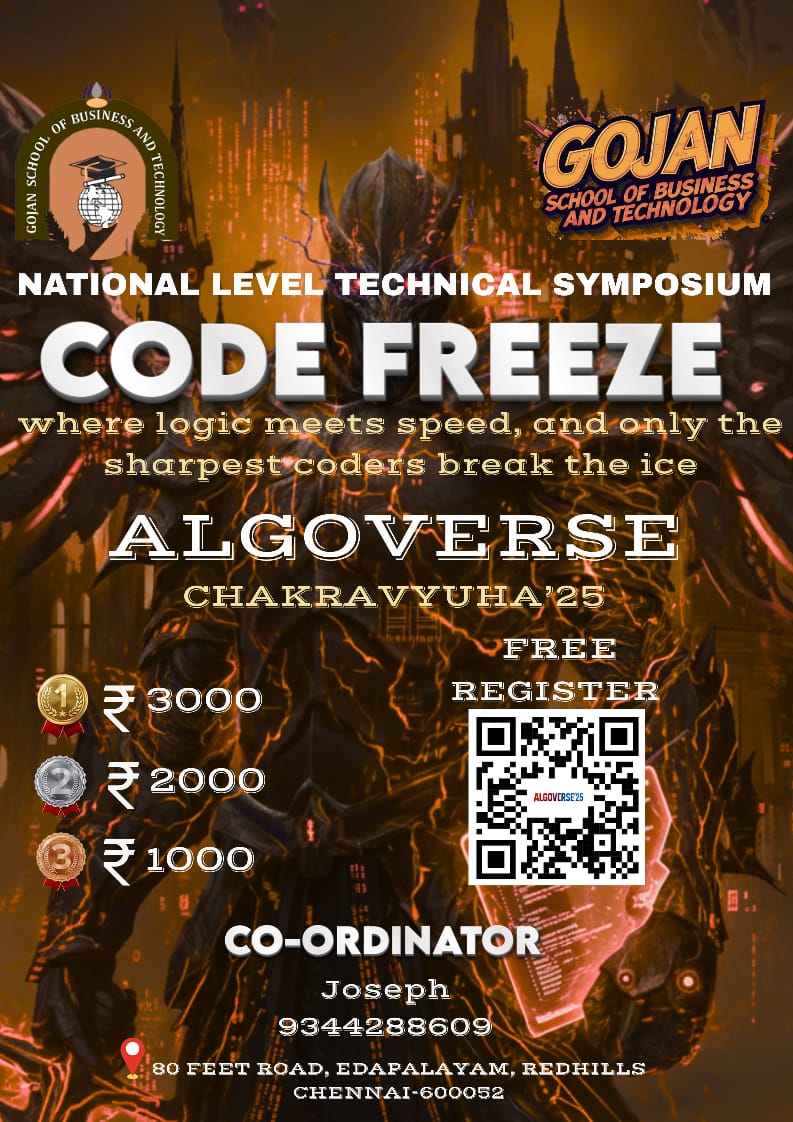 GOJAN SCHOOL OF BUSINESS AND TECHNOLOGY
GOJAN
SCHOOL OF BUSINESS
AND TECHNOLOGY
NATIONAL LEVEL TECHNICAL SYMPOSIUM
CODE FREEZE
where logic meets speed, and only the
sharpest coders break the ice
ALGOVERSE
CHAKRAVYUHA'25
FREE
REGISTER
ALGOVERSE'25
1 ₹ 3000
2 ₹ 2000
3 ₹ 1000
CO-ORDINATOR
Joseph
9344288609
80 FEET ROAD, EDAPALAYAM, REDHILLS
CHENNAI-600052